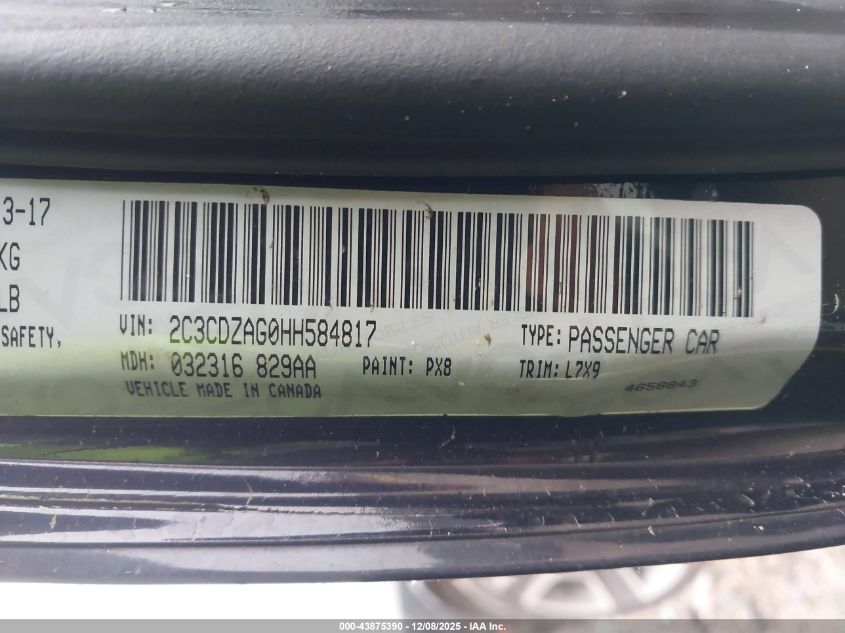 3-17
KG
LB
SAFETY,
VIN: 2C3CDZAG0HH584817
TYPE: PASSENGER CAR
MDH: 032316 829AA
PAINT: PX8
TRIM: L7X9
VEHICLE MADE IN CANADA
4658843
000-43875390 - 12/08/2025 - IAA Inc.